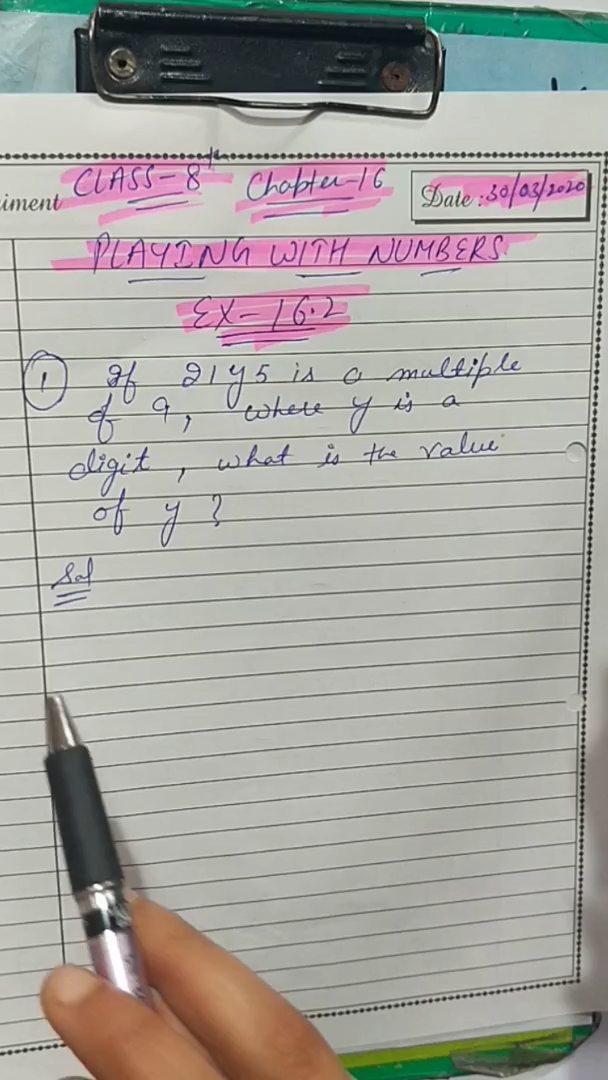 CLASS-8th Chapter-16
iment
Date : 30/03/2020
PLAYING WITH NUMBERS
EX-16.2
1 If 21y5 is a multiple
of 9, where y is a
digit, what is the value
of y ?
Sol